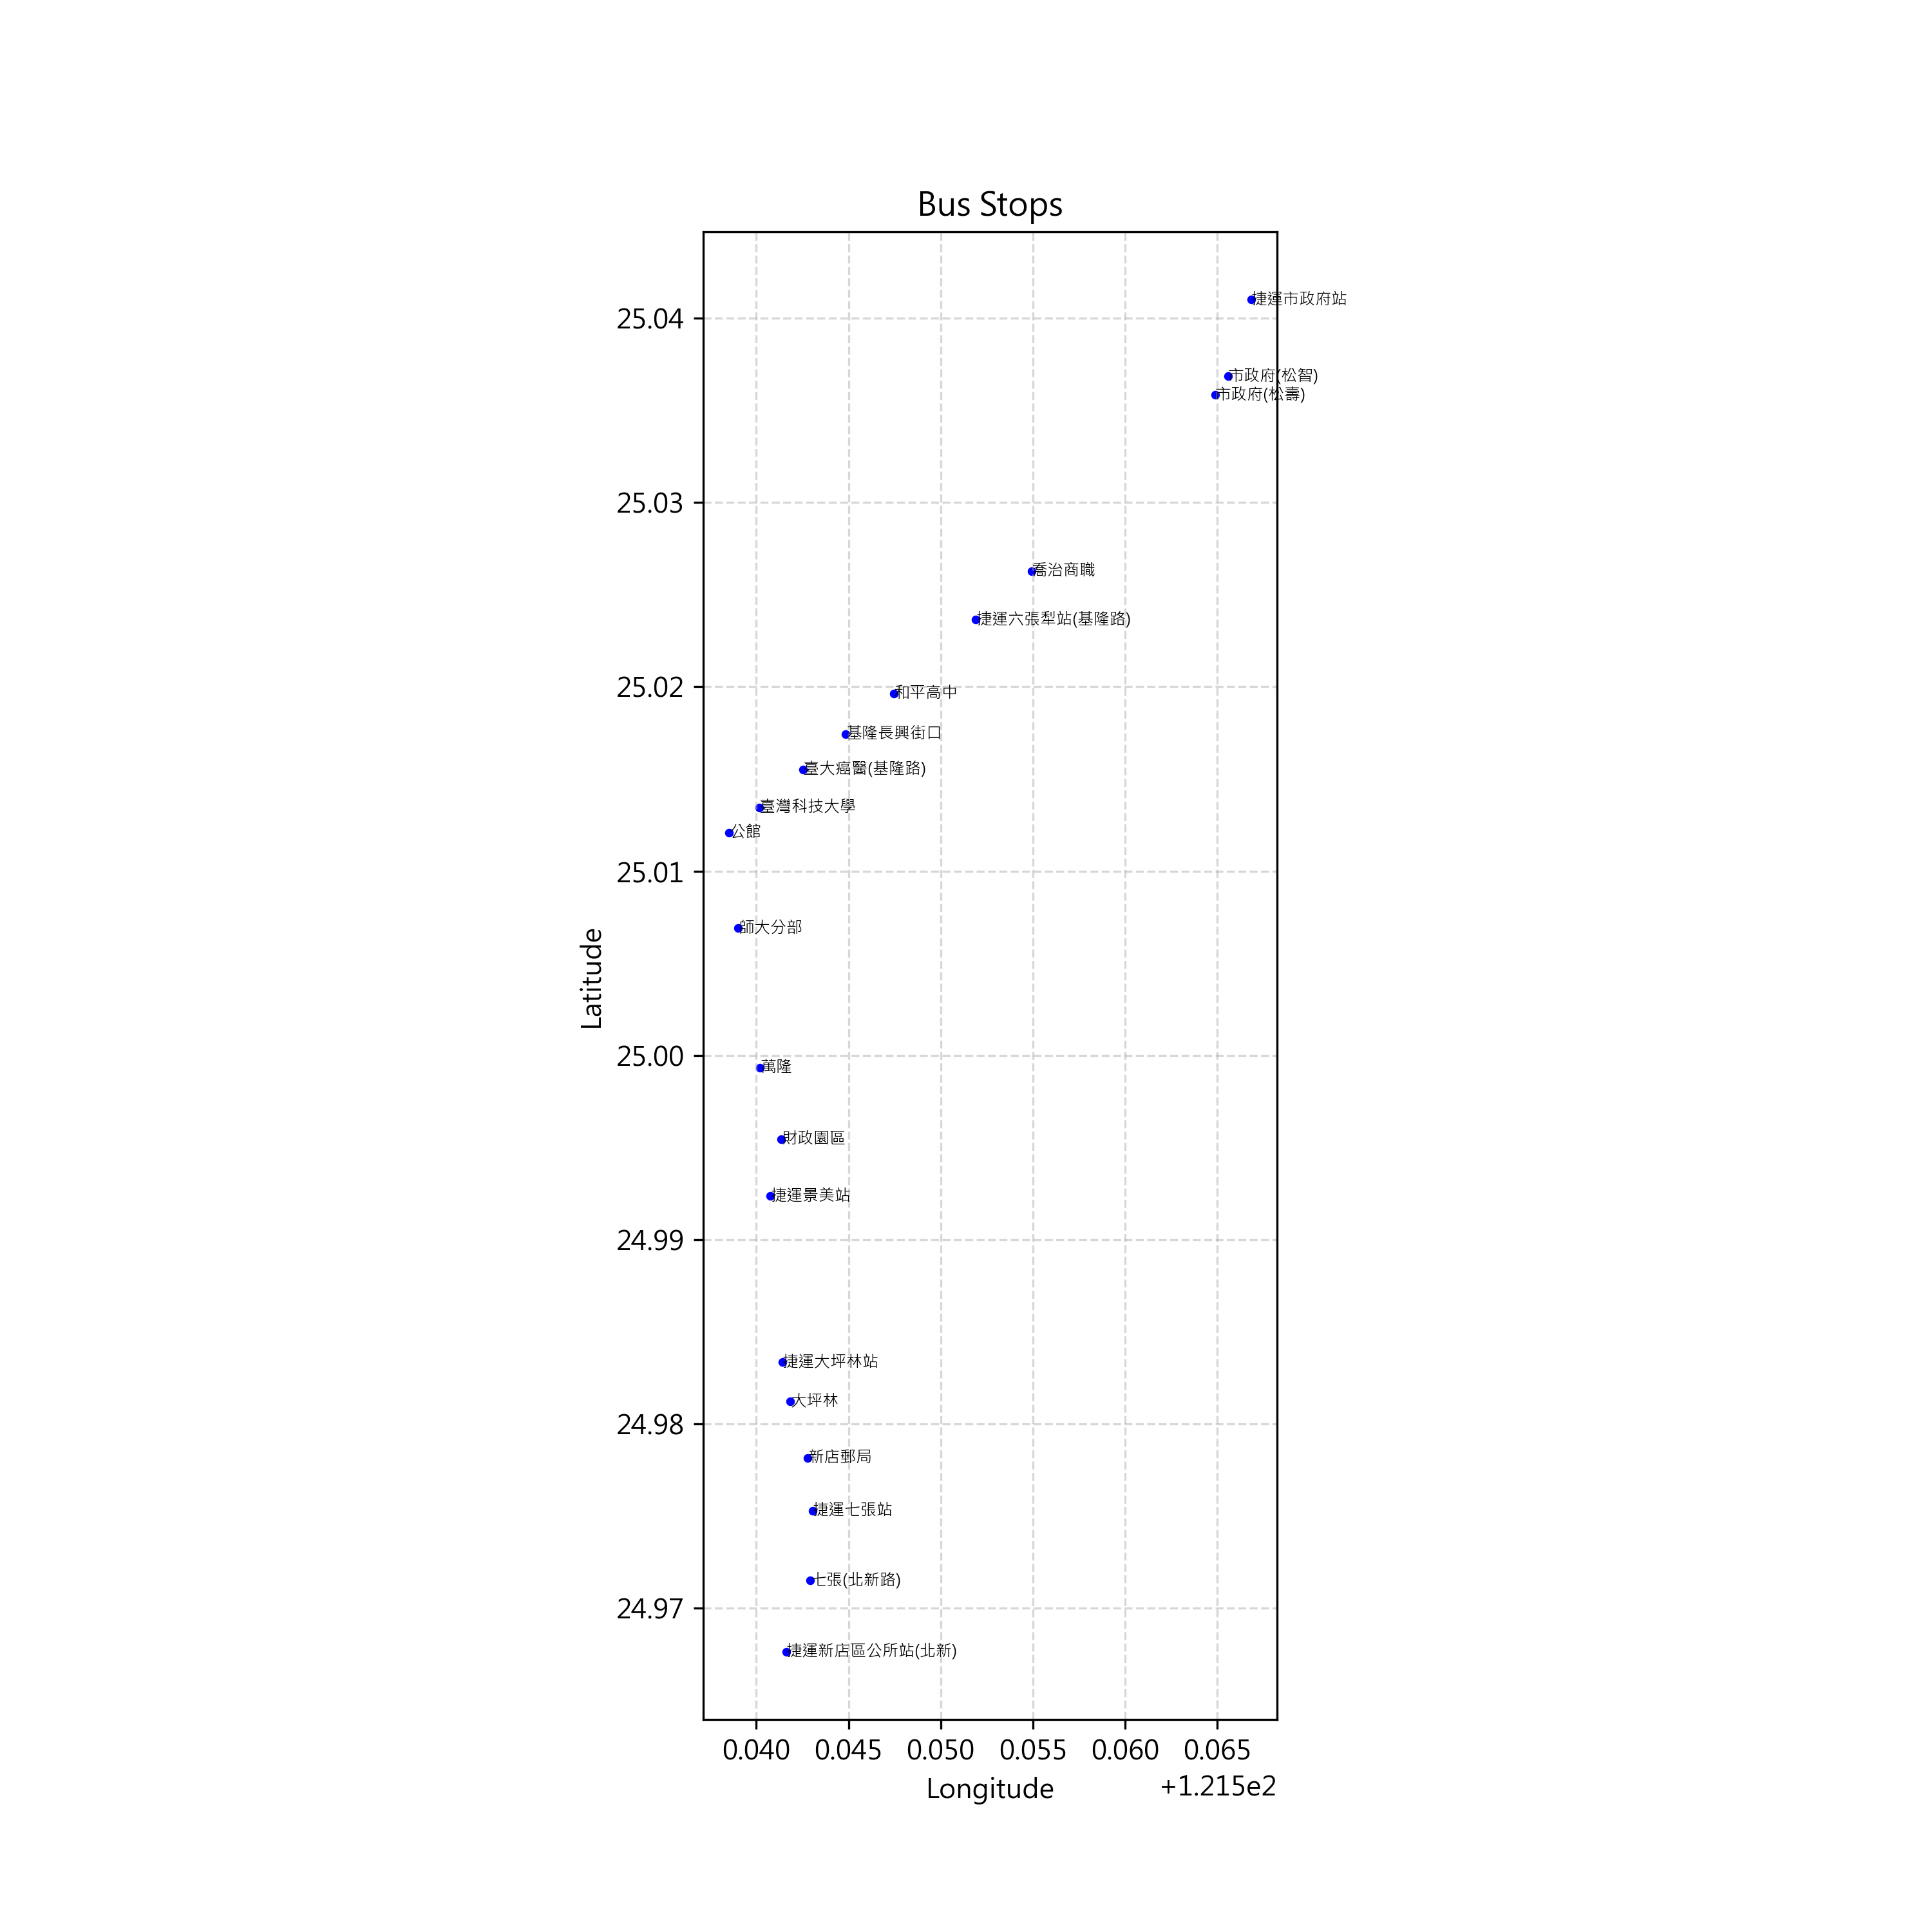 Bus Stops
捷運市政府站
25.04
市政府(松智)
市政府(松壽)
25.03
喬治商職
捷運六張犁站(基隆路)
25.02
和平高中
基隆長興街口
臺大癌醫(基隆路)
臺灣科技大學
公館
25.01
師大分部
Latitude
25.00
萬隆
財政園區
捷運景美站
24.99
捷運大坪林站
大坪林
24.98
新店郵局
捷運七張站
七張(北新路)
24.97
捷運新店區公所站(北新)
0.040 0.045 0.050 0.055 0.060 0.065
Longitude
+1.215e2